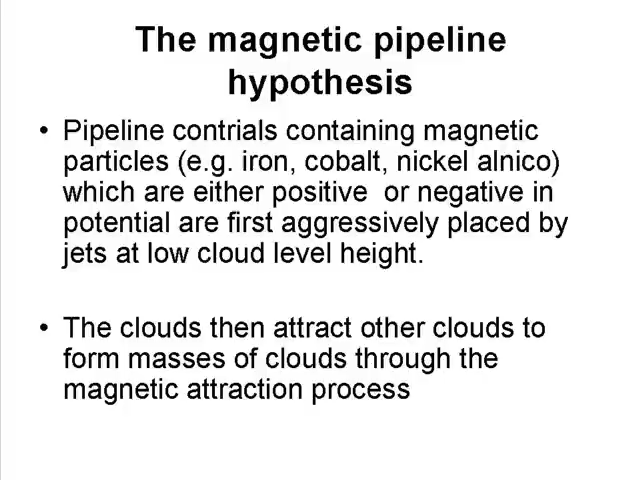 The magnetic pipeline
hypothesis
• Pipeline contrials containing magnetic
particles (e.g. iron, cobalt, nickel alnico)
which are either positive  or negative in
potential are first aggressively placed by
jets at low cloud level height.
• The clouds then attract other clouds to
form masses of clouds through the
magnetic attraction process